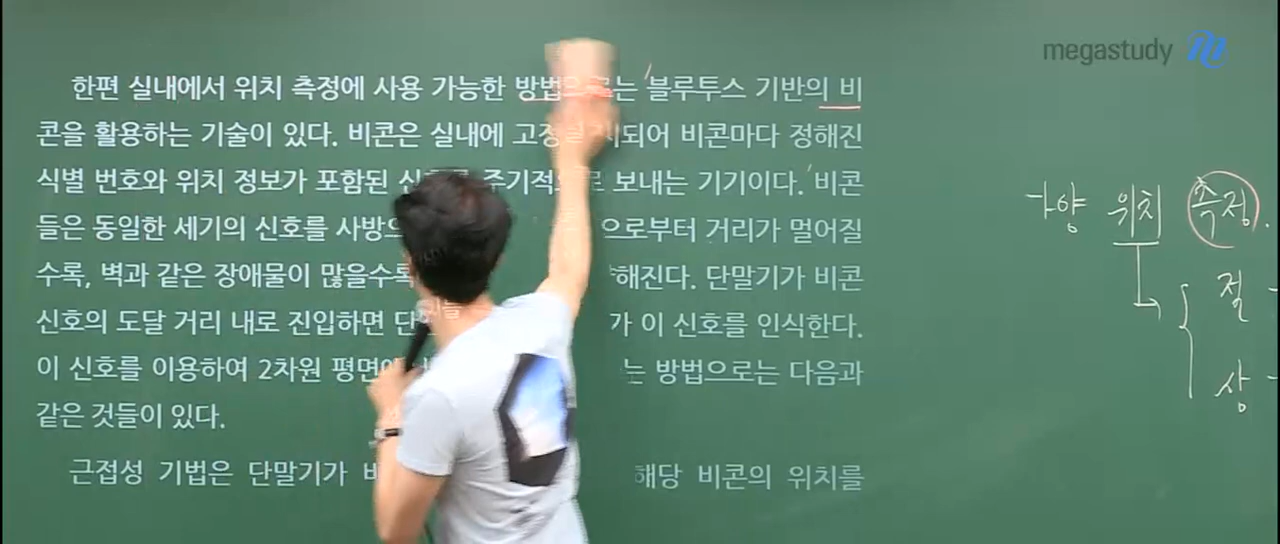 megastudy
한편 실내에서 위치 측정에 사용 가능한 방법으로는 블루투스 기반의 비
콘을 활용하는 기술이 있다. 비콘은 실내에 고정 되어 비콘마다 정해진
식별 번호와 위치 정보가 포함된 주기적으로 보내는 기기이다. 비콘
들은 동일한 세기의 신호를 사방으 으로부터 거리가 멀어질
수록, 벽과 같은 장애물이 많을수록 해진다. 단말기가 비콘
신호의 도달 거리 내로 진입하면 가 이 신호를 인식한다.
이 신호를 이용하여 2차원 평면에 는 방법으로는 다음과
같은 것들이 있다.
근접성 기법은 단말기가 해당 비콘의 위치를
위치 측정.
절
상